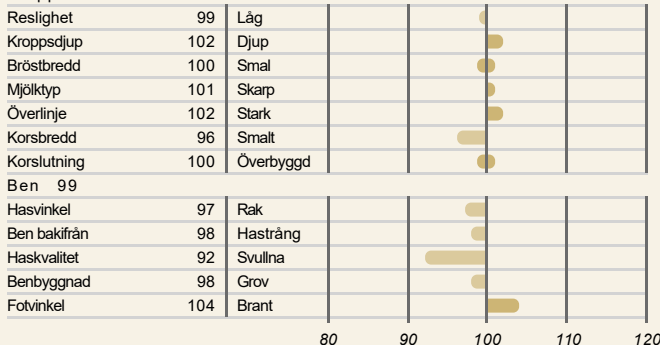 Reslighet 99 Låg
Kroppsdjup 102 Djup
Bröstbredd 100 Smal
Mjölktyp 101 Skarp
Överlinje 102 Stark
Korsbredd 96 Smalt
Korslutning 100 Överbyggd
Ben 99
Hasvinkel 97 Rak
Ben bakifrån 98 Hastrång
Haskvalitet 92 Svullna
Benbyggnad 98 Grov
Fotvinkel 104 Brant
80 90 100 110 120